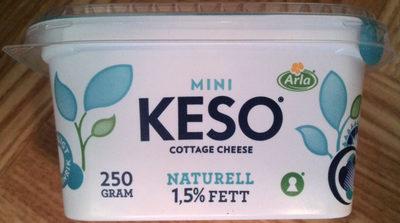 MINI
Arla
KESO®
COTTAGE CHEESE
250
GRAM
NATURELL
1,5% FETT